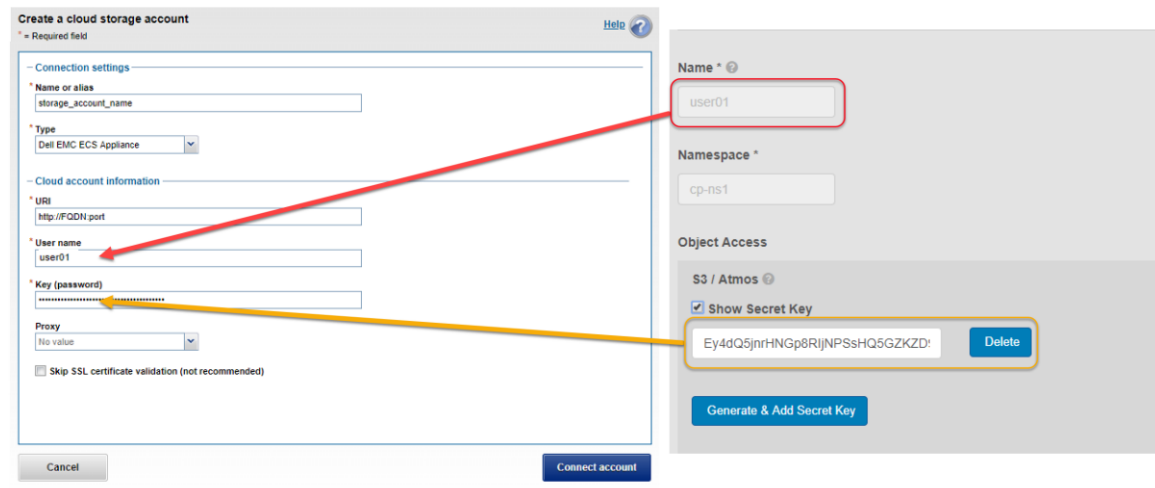 Create a cloud storage account
* = Required field
Help
Connection settings
* Name or alias
storage_account_name
* Type
Dell EMC ECS Appliance
Cloud account information
* URI
http://FQDN:port
* User name
user01
* Key (password)
Proxy
No value
Skip SSL certificate validation (not recommended)
Cancel
Connect account
Name *
user01
Namespace *
cp-ns1
Object Access
S3 / Atmos
Show Secret Key
Delete
Generate & Add Secret Key